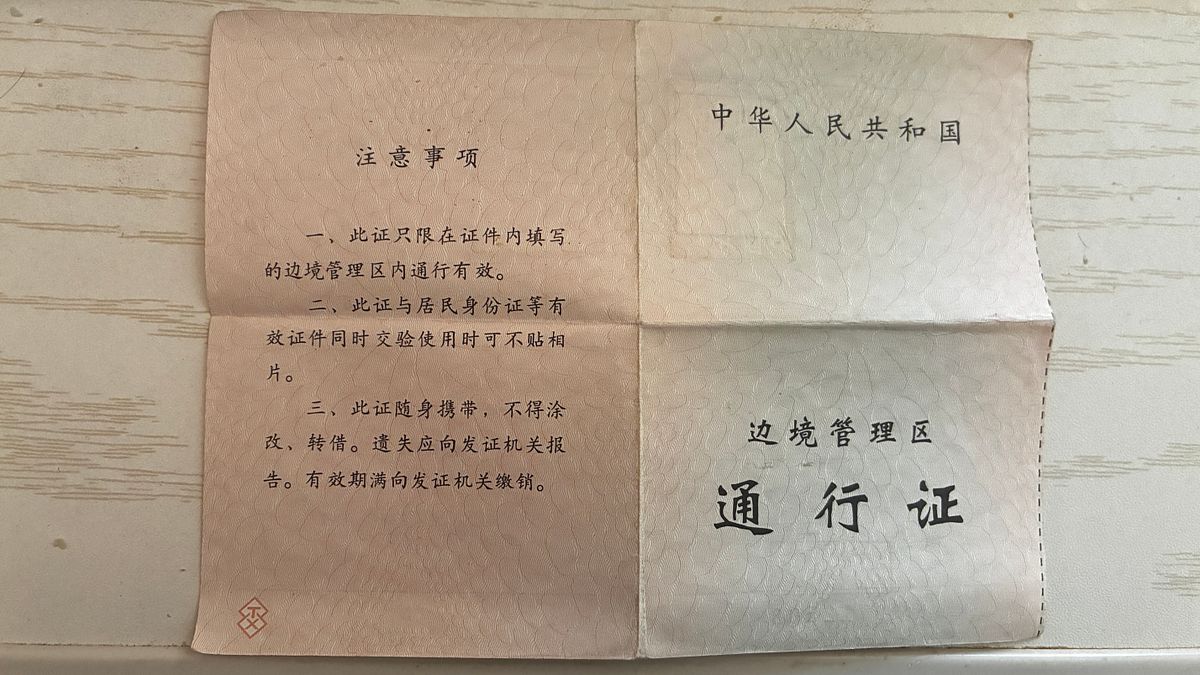 注意事项
一、此证只限在证件内填写
的边境管理区内通行有效。
二、此证与居民身份证等有
效证件同时交验使用时可不贴相
片。
三、此证随身携带，不得涂
改、转借。遗失应向发证机关报
告。有效期满向发证机关缴销。
中华人民共和国
边境管理区
通行证